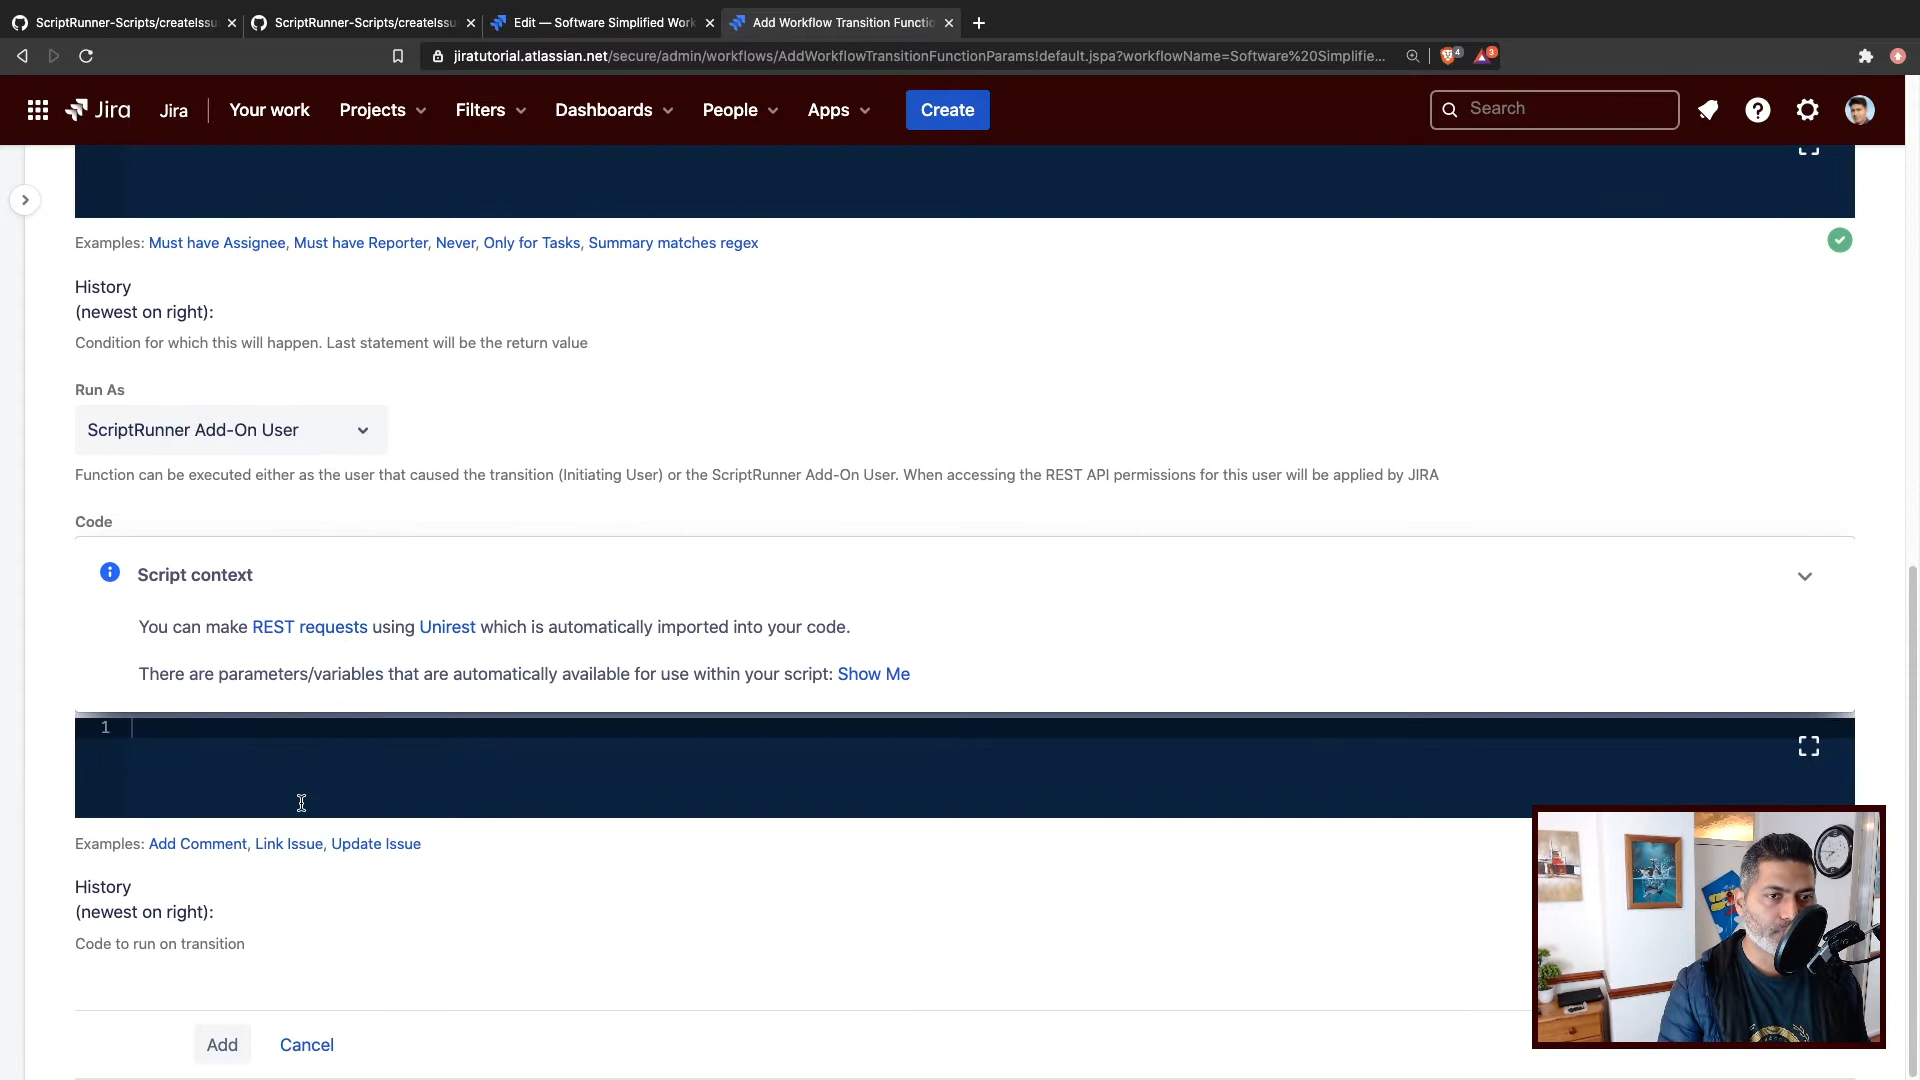 ScriptRunner-Scripts/createIssu
ScriptRunner-Scripts/createIssu
Edit — Software Simplified Work
Add Workflow Transition Functio
jiratutorial.atlassian.net/secure/admin/workflows/AddWorkflowTransitionFunctionParams!default.jspa?workflowName=Software%20Simplifie...
4
3
Jira
Jira
Your work
Projects
Filters
Dashboards
People
Apps
Create
Search
Examples: Must have Assignee, Must have Reporter, Never, Only for Tasks, Summary matches regex
History
(newest on right):
Condition for which this will happen. Last statement will be the return value
Run As
ScriptRunner Add-On User
Function can be executed either as the user that caused the transition (Initiating User) or the ScriptRunner Add-On User. When accessing the REST API permissions for this user will be applied by JIRA
Code
Script context
You can make REST requests using Unirest which is automatically imported into your code.
There are parameters/variables that are automatically available for use within your script: Show Me
1
Examples: Add Comment, Link Issue, Update Issue
History
(newest on right):
Code to run on transition
Add
Cancel